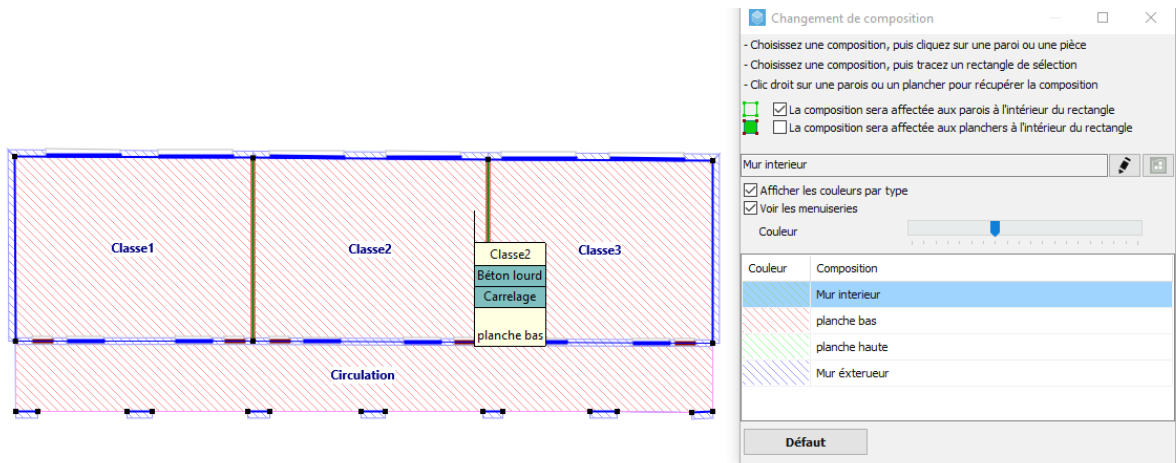 Changement de composition
- Choisissez une composition, puis cliquez sur une paroi ou une pièce
- Choisissez une composition, puis tracez un rectangle de sélection
- Clic droit sur une parois ou un plancher pour récupérer la composition
La composition sera affectée aux parois à l'intérieur du rectangle
La composition sera affectée aux planchers à l'intérieur du rectangle
Mur interieur
Afficher les couleurs par type
Voir les menuiseries
Couleur
Couleur Composition
Mur interieur
planche bas
planche haute
Mur éxterueur
Défaut
Classe1
Classe2
Classe3
Classe2
Béton lourd
Carrelage
planche bas
Circulation